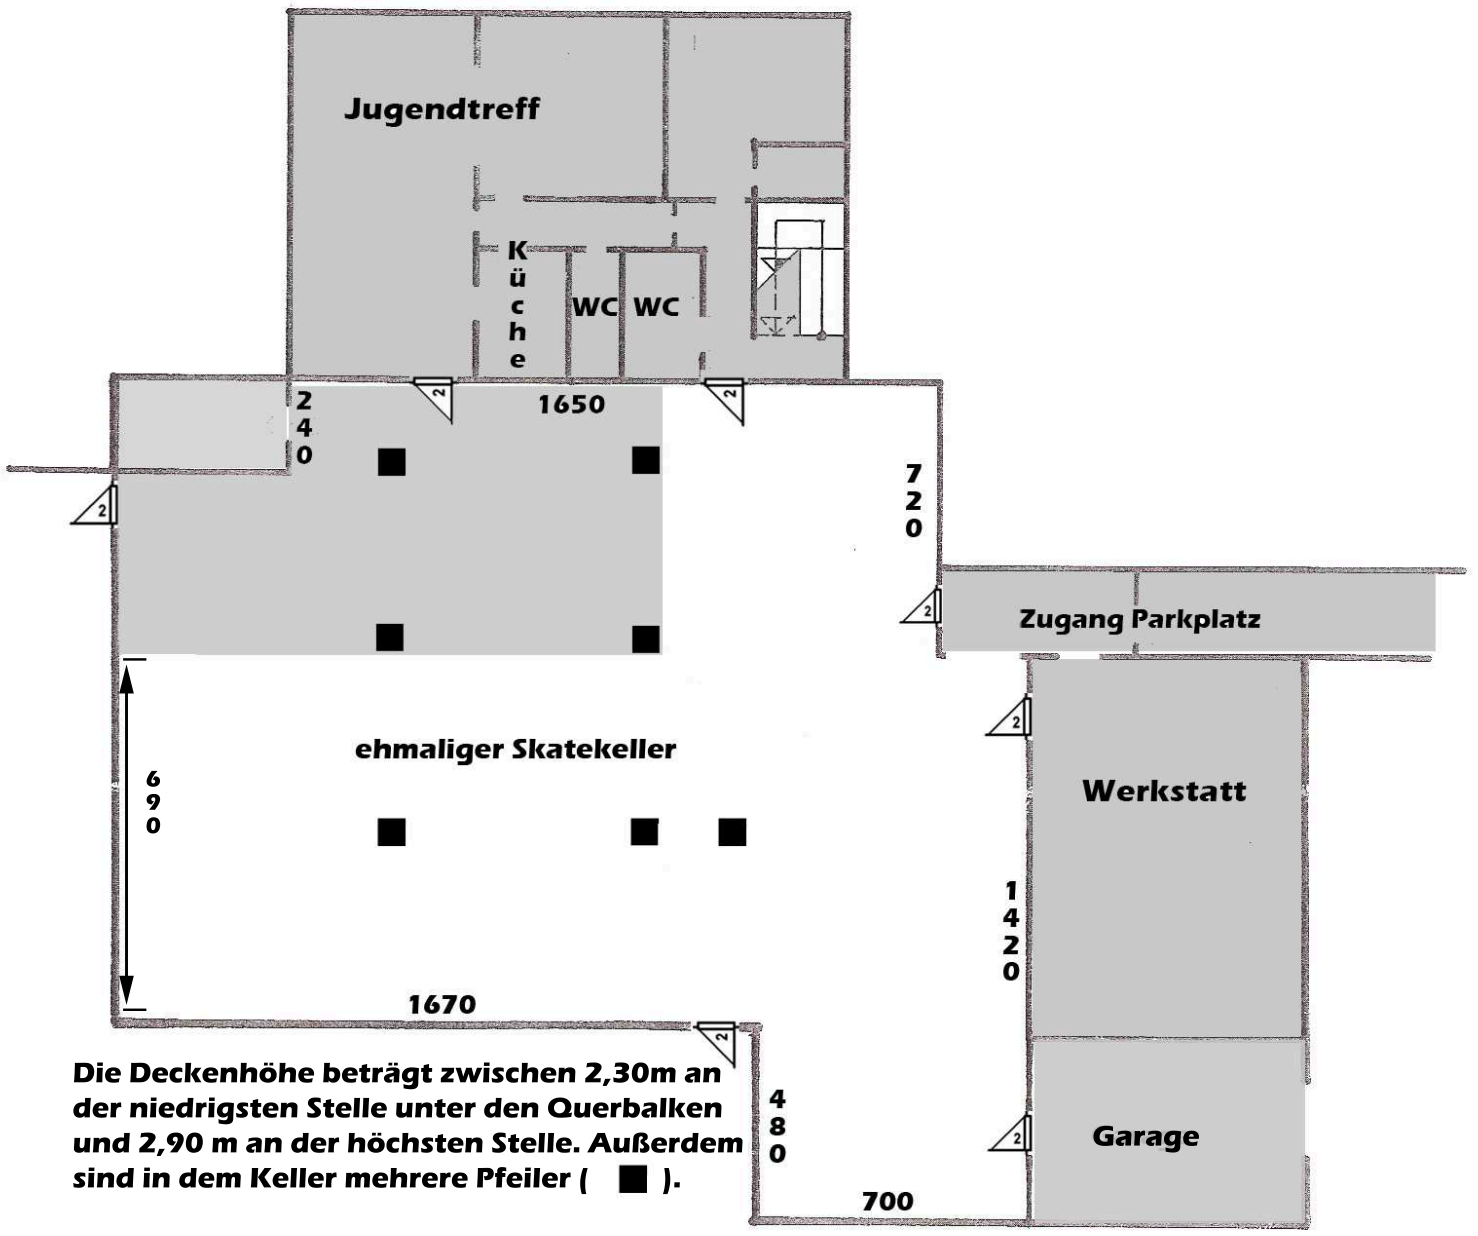 Jugendtreff
Küche
WC
WC
240
2
1650
2
720
2
2
Zugang Parkplatz
2
ehmaliger Skatekeller
690
Werkstatt
1420
1670
2
Die Deckenhöhe beträgt zwischen 2,30m an
der niedrigsten Stelle unter den Querbalken
und 2,90 m an der höchsten Stelle. Außerdem
sind in dem Keller mehrere Pfeiler ( ).
480
2
Garage
700